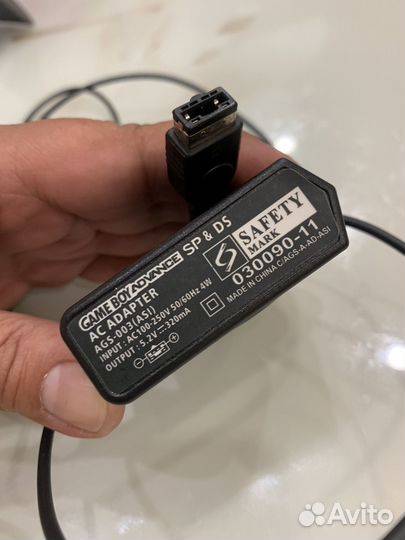 GAME BOY ADVANCE SP & DS
AC ADAPTER
AGS-003(ASI)
INPUT : AC100-250V 50/60Hz 4W
OUTPUT : 5.2V⎓320mA
SAFETY
MARK
030090-11
MADE IN CHINA C/AGS-A-AD-ASI
Avito